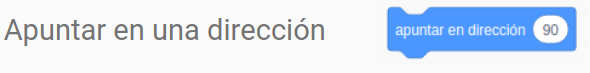 Apuntar en una dirección
apuntar en dirección 90